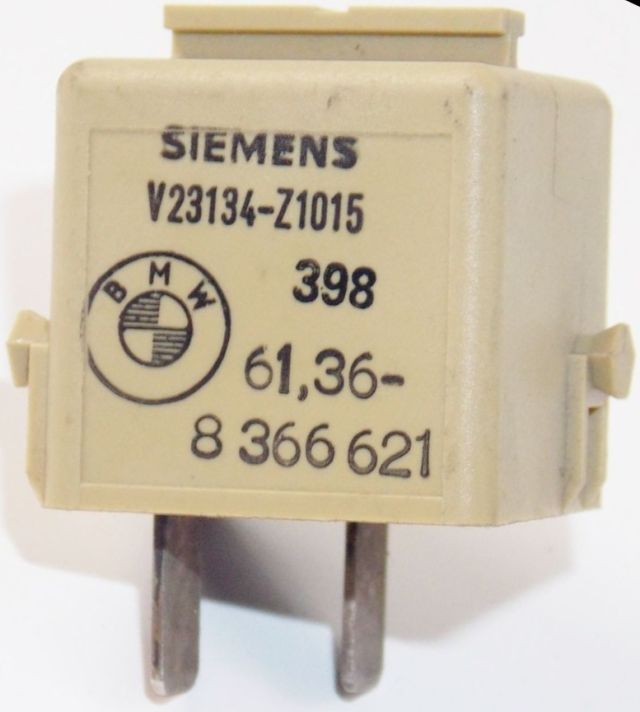 SIEMENS
V23134-Z1015
398
BMW
61,36-
8 366 621